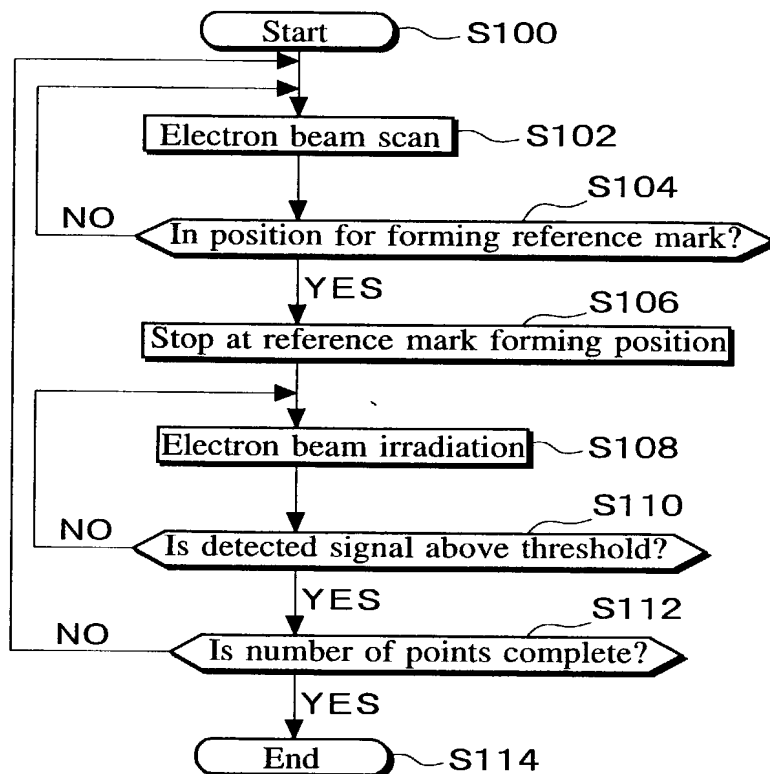 Start
S100
Electron beam scan
S102
S104
NO
In position for forming reference mark?
YES
S106
Stop at reference mark forming position
Electron beam irradiation
S108
S110
NO
Is detected signal above threshold?
YES
S112
NO
Is number of points complete?
YES
End
S114